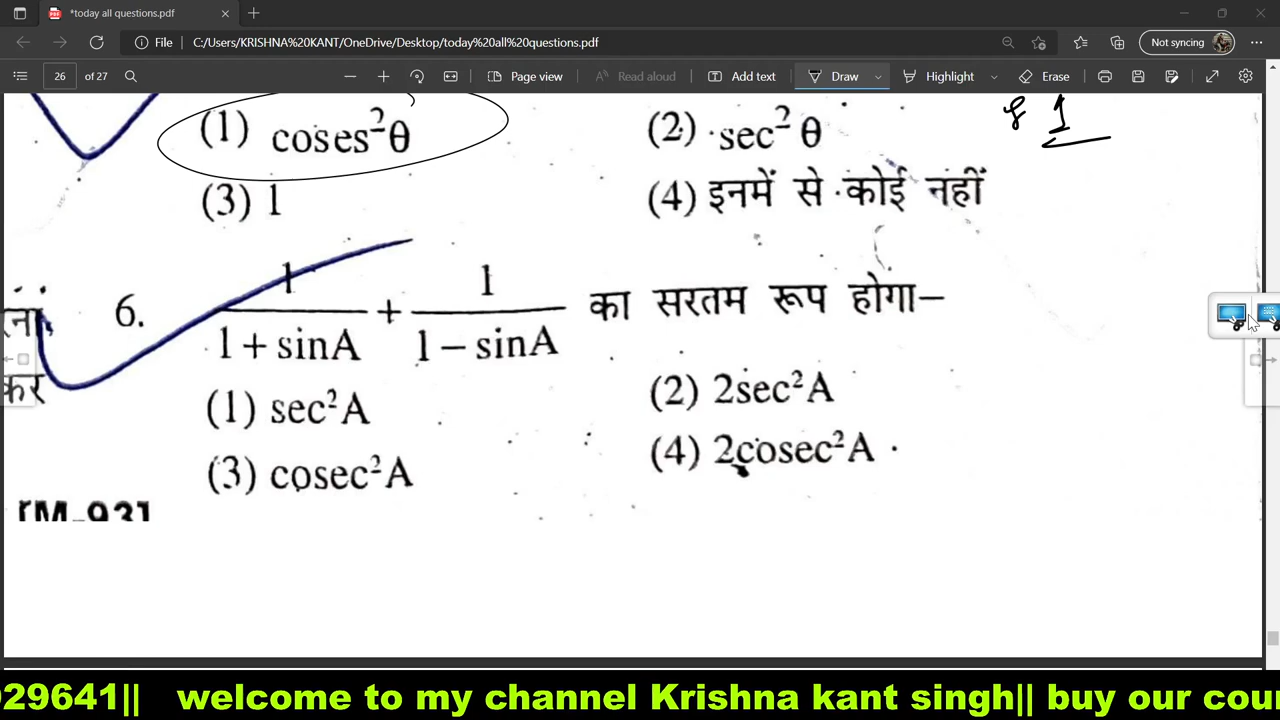 *today all questions.pdf
File C:/Users/KRISHNA%20KANT/OneDrive/Desktop/today%20all%20questions.pdf Not syncing
26 of 27 Page view Read aloud Add text Draw Highlight Erase
(1) coses²θ (2) sec²θ
(3) 1 (4) इनमें से कोई नहीं
1
6. 1/(1 + sinA) + 1/(1 − sinA) का सरतम रूप होगा–
(1) sec²A (2) 2sec²A
(3) cosec²A (4) 2cosec²A
कर
029641|| welcome to my channel Krishna kant singh|| buy our cour